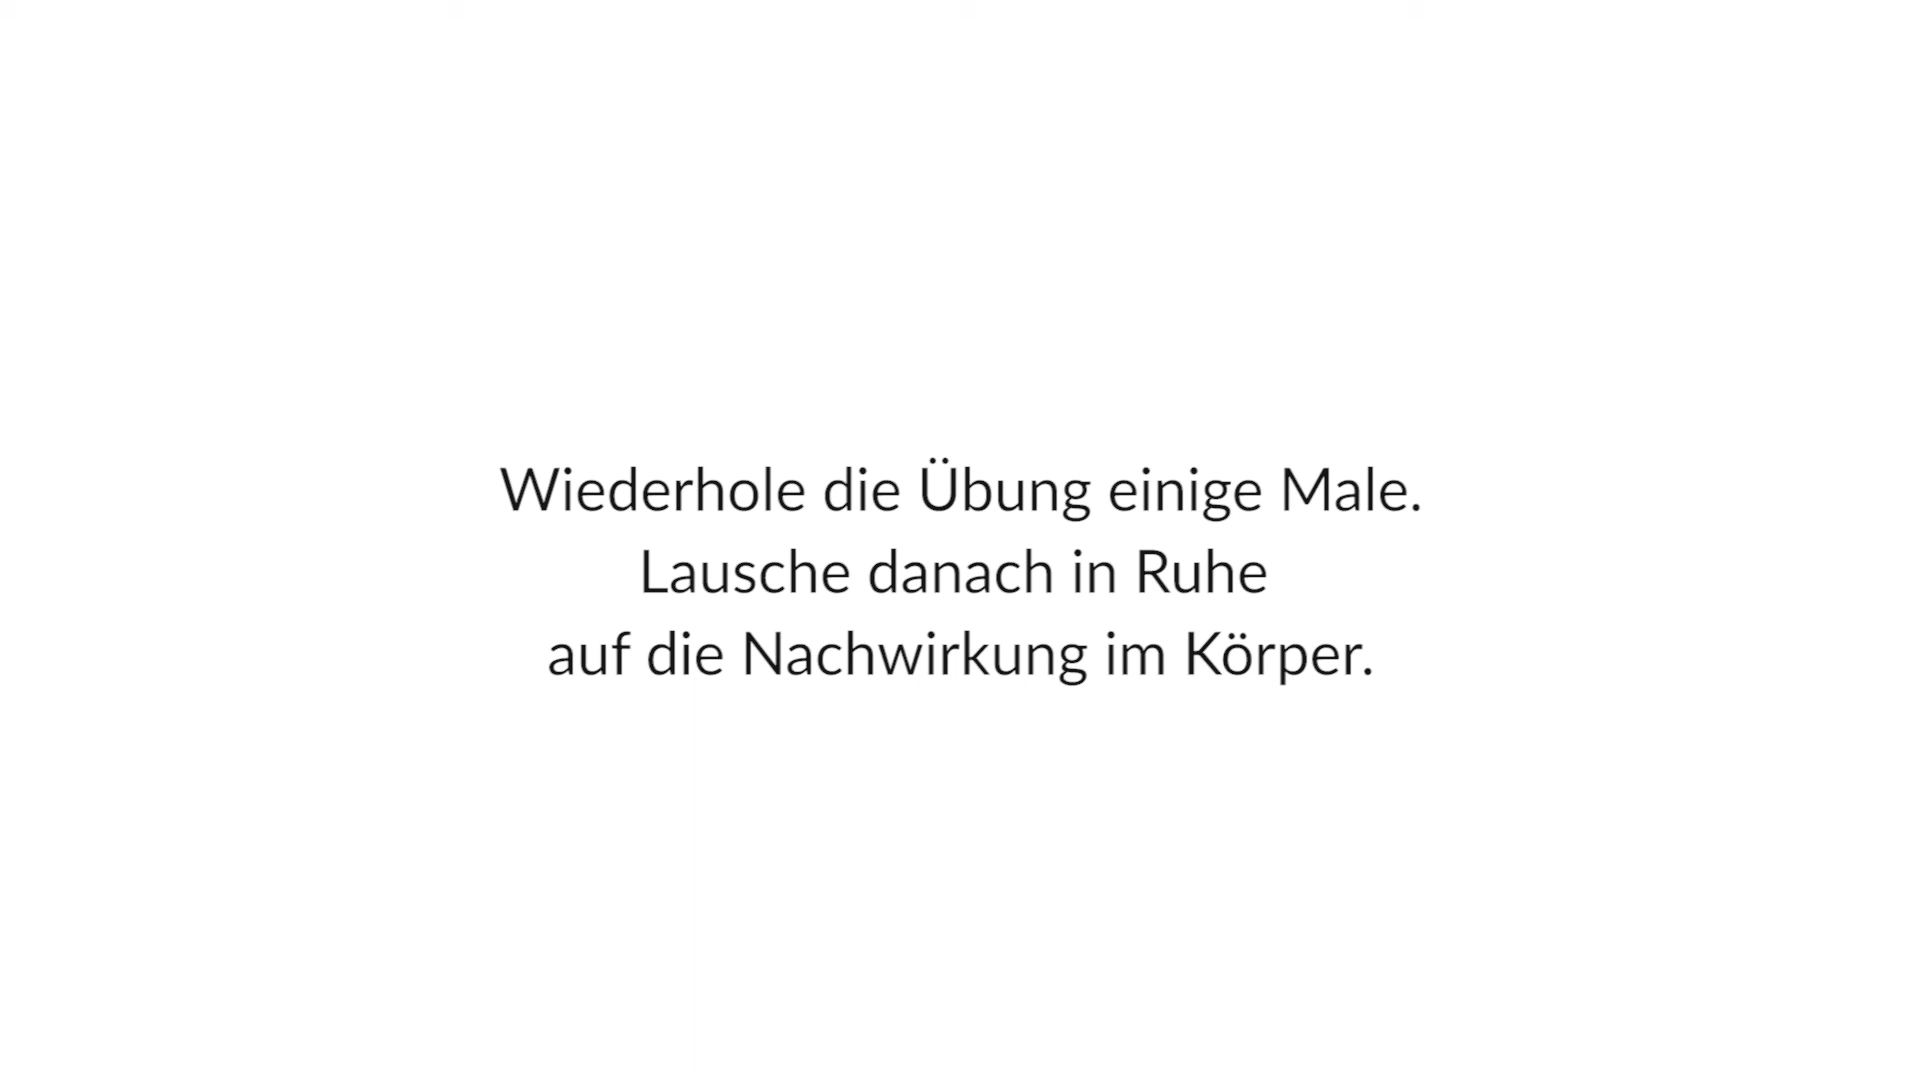 Wiederhole die Übung einige Male.
Lausche danach in Ruhe
auf die Nachwirkung im Körper.